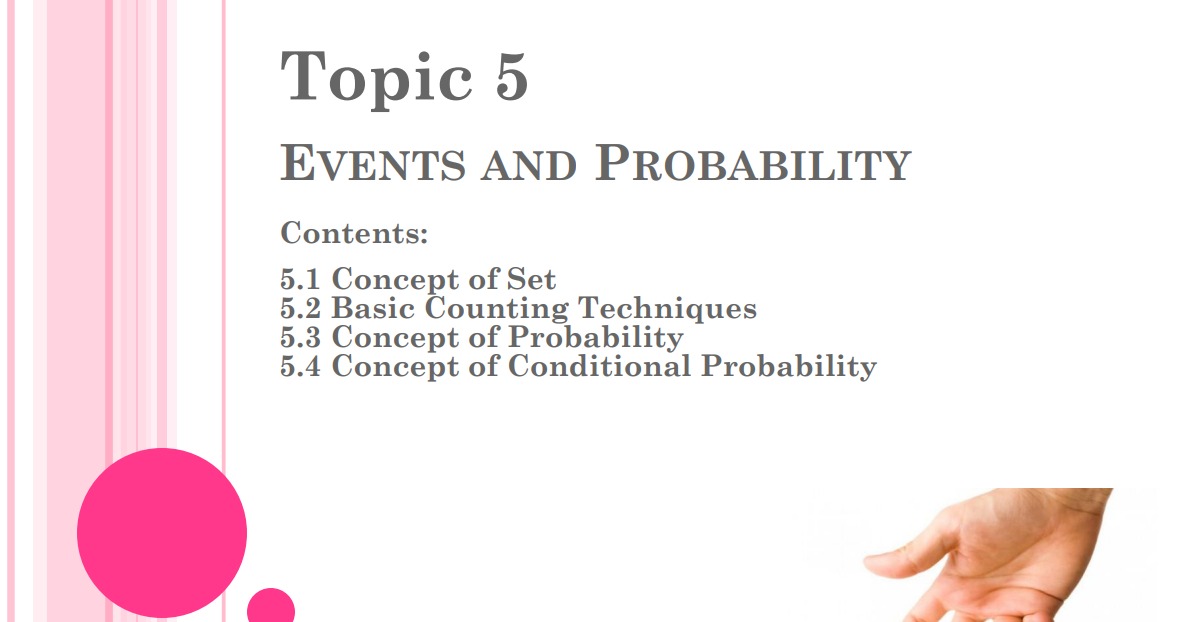 Topic 5
EVENTS AND PROBABILITY
Contents:
5.1 Concept of Set
5.2 Basic Counting Techniques
5.3 Concept of Probability
5.4 Concept of Conditional Probability